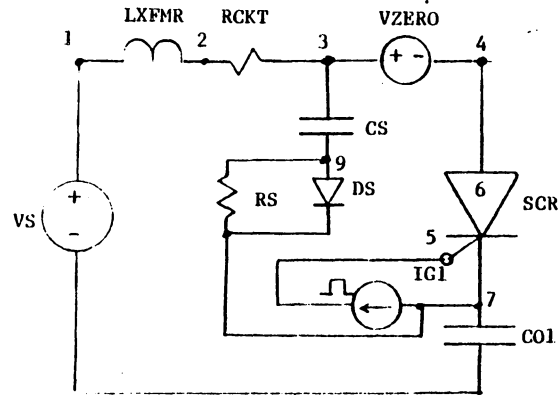 LXFMR RCKT VZERO
1 2 3 4
+ -
CS
9
DS
RS
6
SCR
+
VS
-
5
IG1
7
CO1